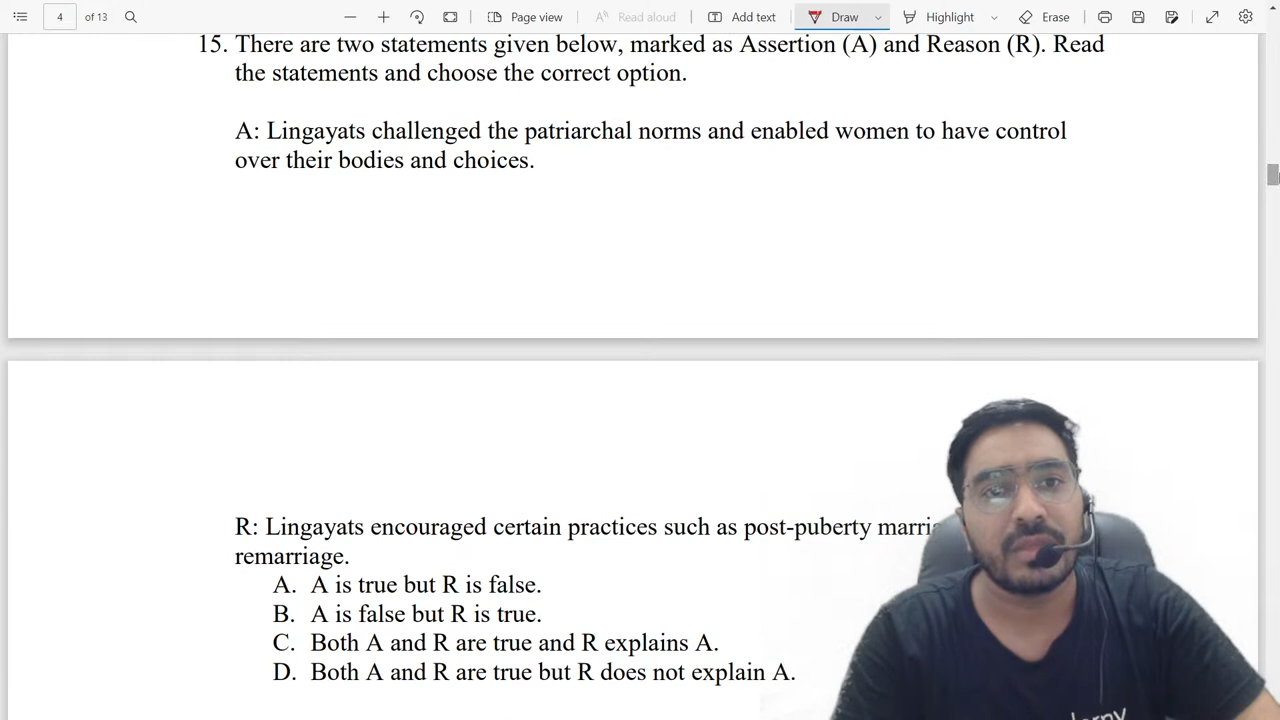 4 of 13 Page view Read aloud Add text Draw Highlight Erase
15. There are two statements given below, marked as Assertion (A) and Reason (R). Read
the statements and choose the correct option.
A: Lingayats challenged the patriarchal norms and enabled women to have control
over their bodies and choices.
R: Lingayats encouraged certain practices such as post-puberty
remarriage.
A. A is true but R is false.
B. A is false but R is true.
C. Both A and R are true and R explains A.
D. Both A and R are true but R does not explain A.